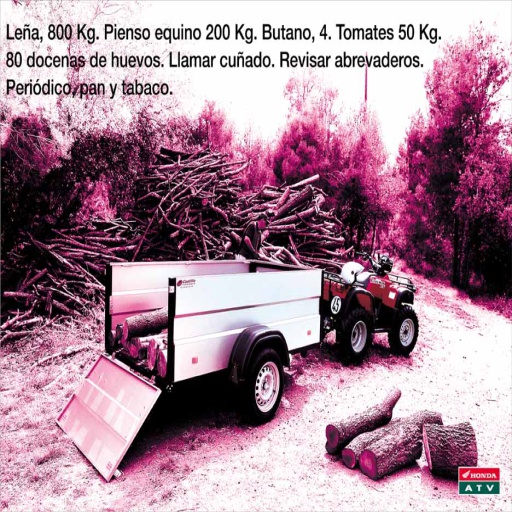 Leña, 800 Kg. Pienso equino 200 Kg. Butano, 4. Tomates 50 Kg.
80 docenas de huevos. Llamar cuñado. Revisar abrevaderos.
Periódico, pan y tabaco.
45
HONDA
ATV